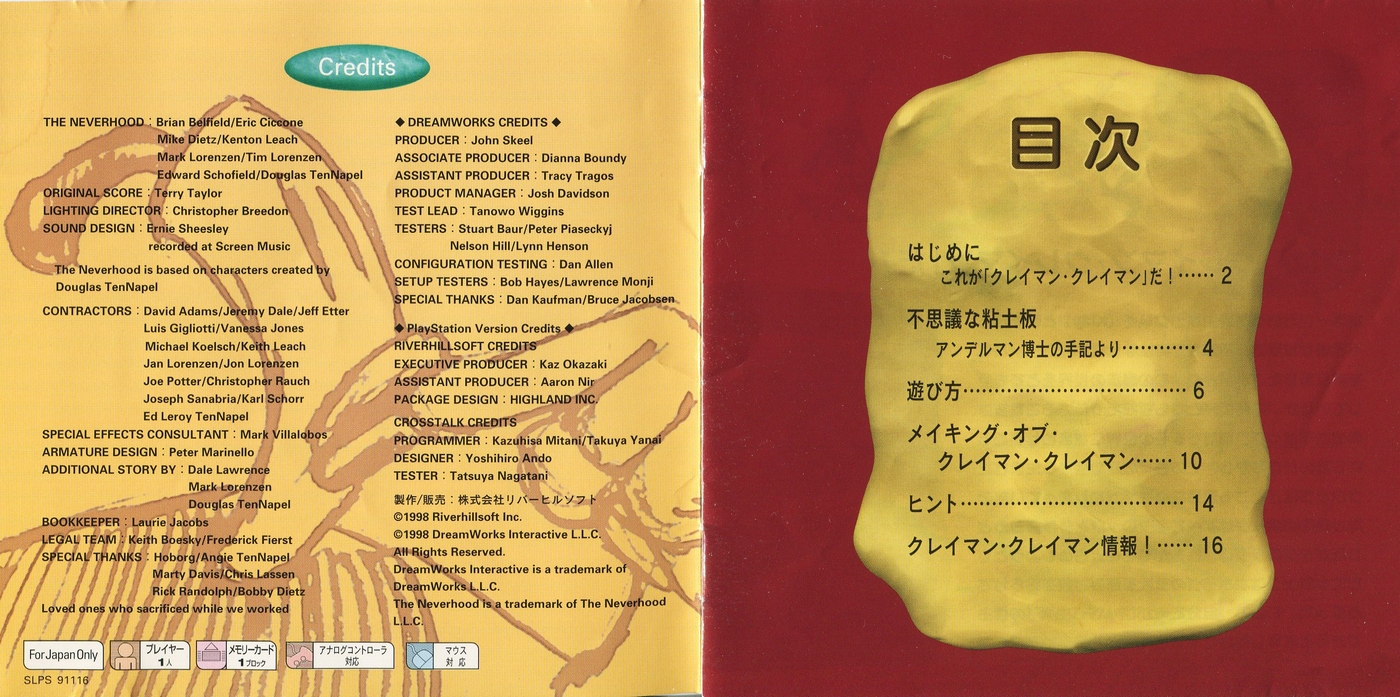 Credits
THE NEVERHOOD：Brian Belfield/Eric Ciccone
Mike Dietz/Kenton Leach
Mark Lorenzen/Tim Lorenzen
Edward Schofield/Douglas TenNapel
ORIGINAL SCORE：Terry Taylor
LIGHTING DIRECTOR：Christopher Breedon
SOUND DESIGN：Ernie Sheesley
recorded at Screen Music
The Neverhood is based on characters created by
Douglas TenNapel
CONTRACTORS：David Adams/Jeremy Dale/Jeff Etter
Luis Gigliotti/Vanessa Jones
Michael Koelsch/Keith Leach
Jan Lorenzen/Jon Lorenzen
Joe Potter/Christopher Rauch
Joseph Sanabria/Karl Schorr
Ed Leroy TenNapel
SPECIAL EFFECTS CONSULTANT：Mark Villalobos
ARMATURE DESIGN：Peter Marinello
ADDITIONAL STORY BY：Dale Lawrence
Mark Lorenzen
Douglas TenNapel
BOOKKEEPER：Laurie Jacobs
LEGAL TEAM：Keith Boesky/Frederick Fierst
SPECIAL THANKS：Hoborg/Angie TenNapel
Marty Davis/Chris Lassen
Rick Randolph/Bobby Dietz
Loved ones who sacrificed while we worked
◆ DREAMWORKS CREDITS ◆
PRODUCER：John Skeel
ASSOCIATE PRODUCER：Dianna Boundy
ASSISTANT PRODUCER：Tracy Tragos
PRODUCT MANAGER：Josh Davidson
TEST LEAD：Tanowo Wiggins
TESTERS：Stuart Baur/Peter Piaseckyj
Nelson Hill/Lynn Henson
CONFIGURATION TESTING：Dan Allen
SETUP TESTERS：Bob Hayes/Lawrence Monji
SPECIAL THANKS：Dan Kaufman/Bruce Jacobsen
◆ PlayStation Version Credits ◆
RIVERHILLSOFT CREDITS
EXECUTIVE PRODUCER：Kaz Okazaki
ASSISTANT PRODUCER：Aaron Nir
PACKAGE DESIGN：HIGHLAND INC.
CROSSTALK CREDITS
PROGRAMMER：Kazuhisa Mitani/Takuya Yanai
DESIGNER：Yoshihiro Ando
TESTER：Tatsuya Nagatani
製作/販売：株式会社リバーヒルソフト
©1998 Riverhillsoft Inc.
©1998 DreamWorks Interactive L.L.C.
All Rights Reserved.
DreamWorks Interactive is a trademark of
DreamWorks L.L.C.
The Neverhood is a trademark of The Neverhood
L.L.C.
For Japan Only
プレイヤー
1人
メモリーカード
1ブロック
アナログコントローラ
対応
マウス
対応
SLPS 91116
目次
はじめに
これが「クレイマン・クレイマン」だ！…… 2
不思議な粘土板
アンデルマン博士の手記より………… 4
遊び方……………………………… 6
メイキング・オブ・
クレイマン・クレイマン…… 10
ヒント……………………………… 14
クレイマン・クレイマン情報！…… 16